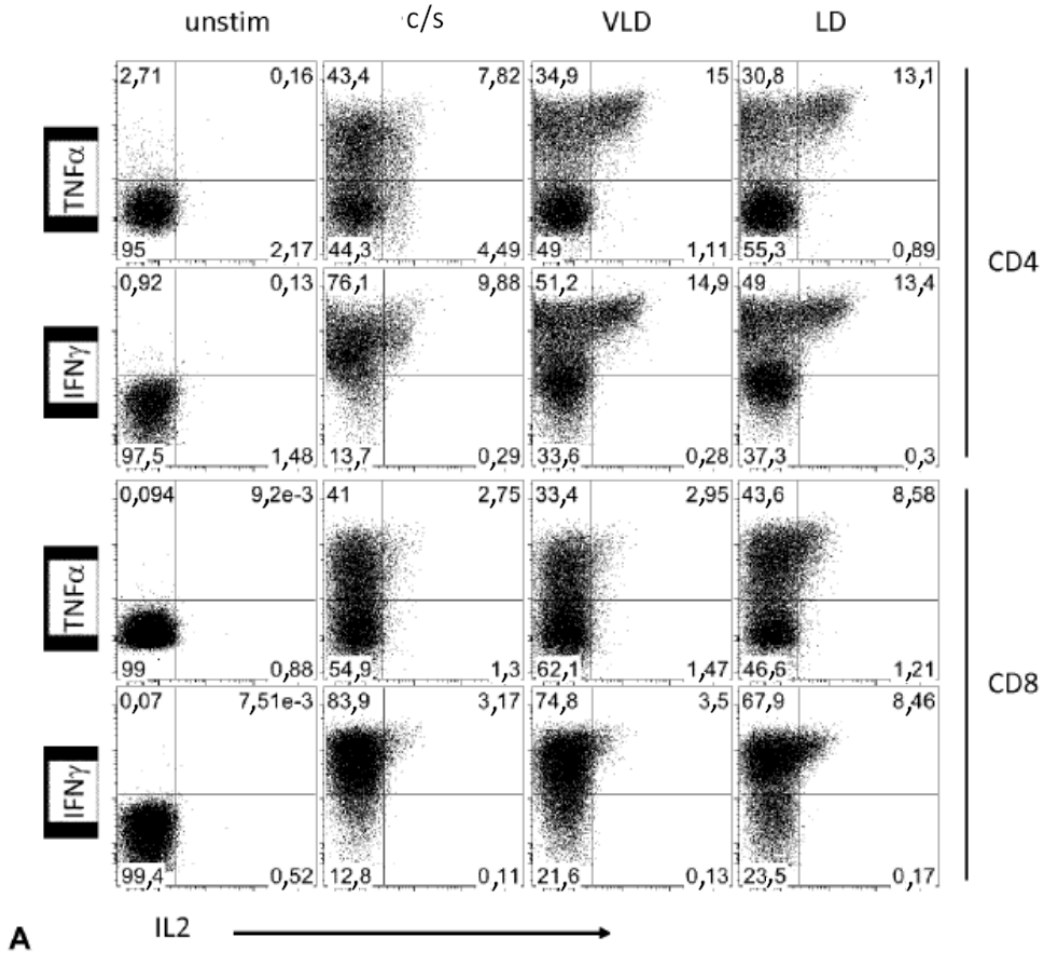 unstim c/s VLD LD
2,71 0,16 43,4 7,82 34,9 15 30,8 13,1
TNFα
95 2,17 44,3 4,49 49 1,11 55,3 0,89
CD4
0,92 0,13 76,1 9,88 51,2 14,9 49 13,4
IFNγ
97,5 1,48 13,7 0,29 33,6 0,28 37,3 0,3
0,094 9,2e-3 41 2,75 33,4 2,95 43,6 8,58
TNFα
99 0,88 54,9 1,3 62,1 1,47 46,6 1,21
CD8
0,07 7,51e-3 83,9 3,17 74,8 3,5 67,9 8,46
IFNγ
99,4 0,52 12,8 0,11 21,6 0,13 23,5 0,17
A IL2